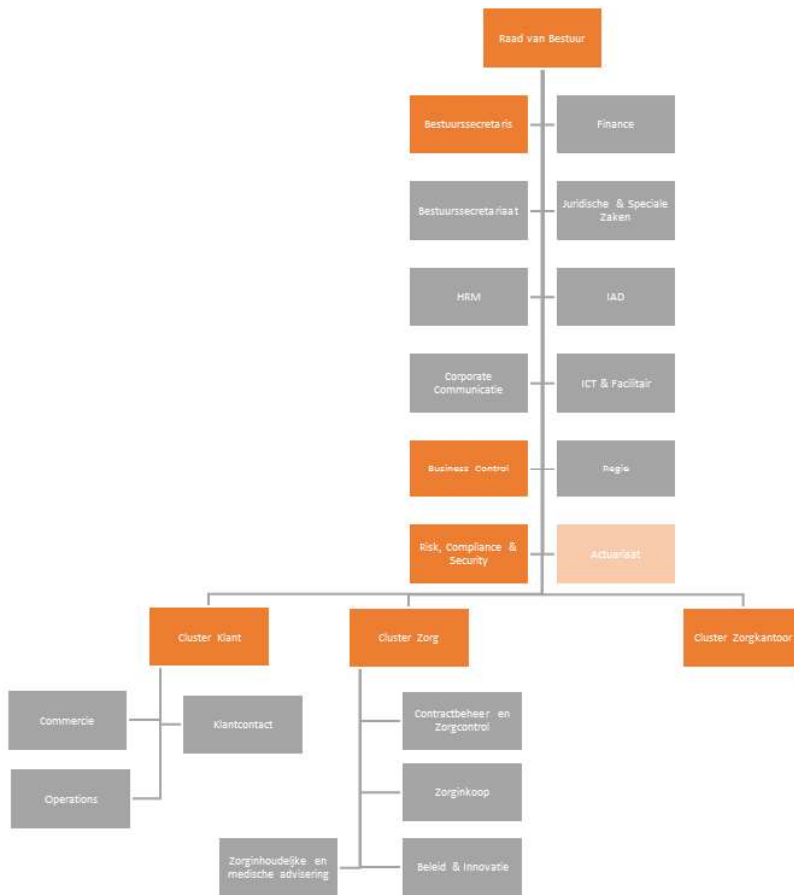 Raad van Bestuur
Bestuurssecretaris
Finance
Bestuurssecretariaat
Juridische & Speciale
Zaken
HRM
IAD
Corporate
Communicatie
ICT & Facilitair
Business Control
Regie
Risk, Compliance &
Security
Actuariaat
Cluster Klant
Cluster Zorg
Cluster Zorgkantoor
Commercie
Klantcontact
Contractbeheer en
Zorgcontrol
Operations
Zorginkoop
Zorginhoudelijke en
medische advisering
Beleid & Innovatie